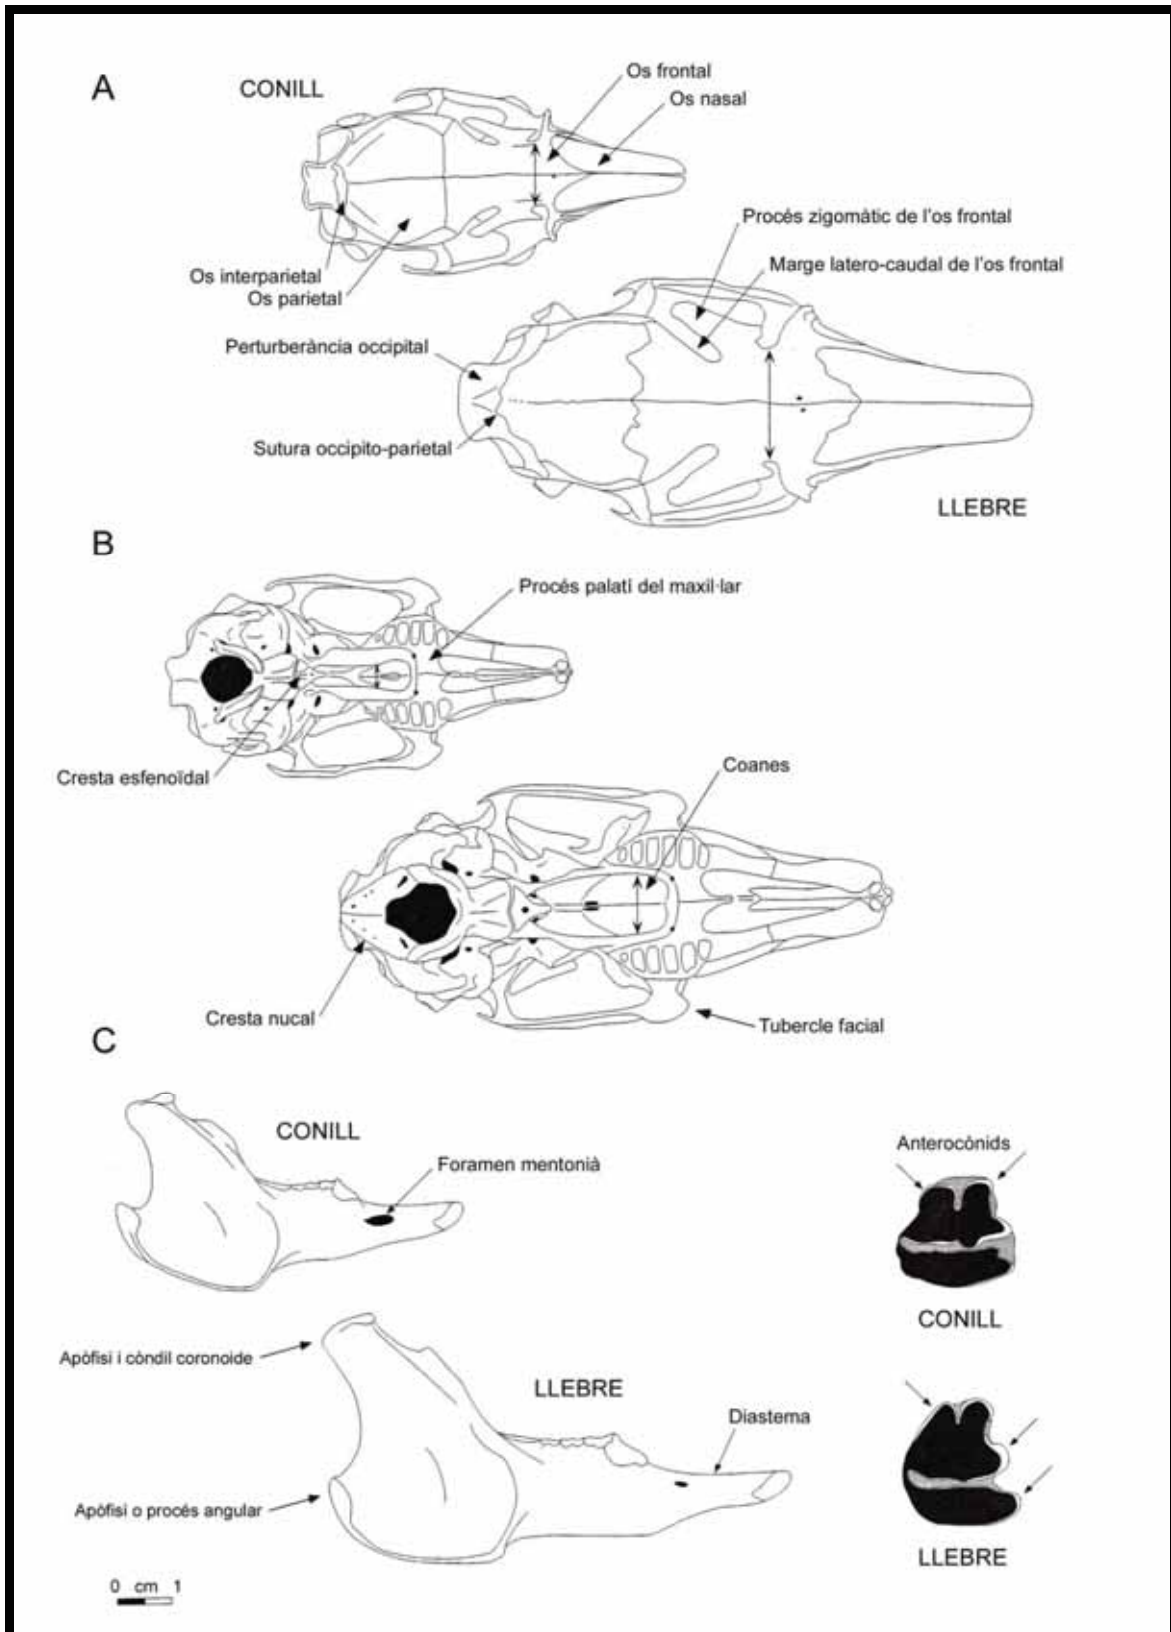 A
CONILL
Os frontal
Os nasal
Procés zigomàtic de l'os frontal
Marge latero-caudal de l'os frontal
Os interparietal
Os parietal
Perturberància occipital
Sutura occipito-parietal
LLEBRE
B
Procés palatí del maxil·lar
Cresta esfenoïdal
Coanes
Cresta nucal
Tubercle facial
C
CONILL
Foramen mentonià
Anterocònids
CONILL
Apòfisi i còndil coronoide
LLEBRE
Diastema
Apòfisi o procés angular
LLEBRE
0 cm 1